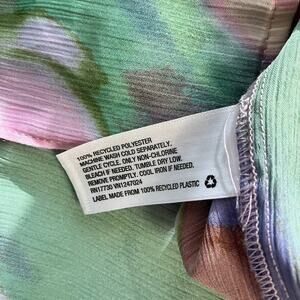 100% RECYCLED POLYESTER
MACHINE WASH COLD SEPARATELY.
GENTLE CYCLE. ONLY NON-CHLORINE
BLEACH IF NEEDED. TUMBLE DRY LOW.
REMOVE PROMPTLY. COOL IRON IF NEEDED.
RN17730 VN1247024
LABEL MADE FROM 100% RECYCLED PLASTIC